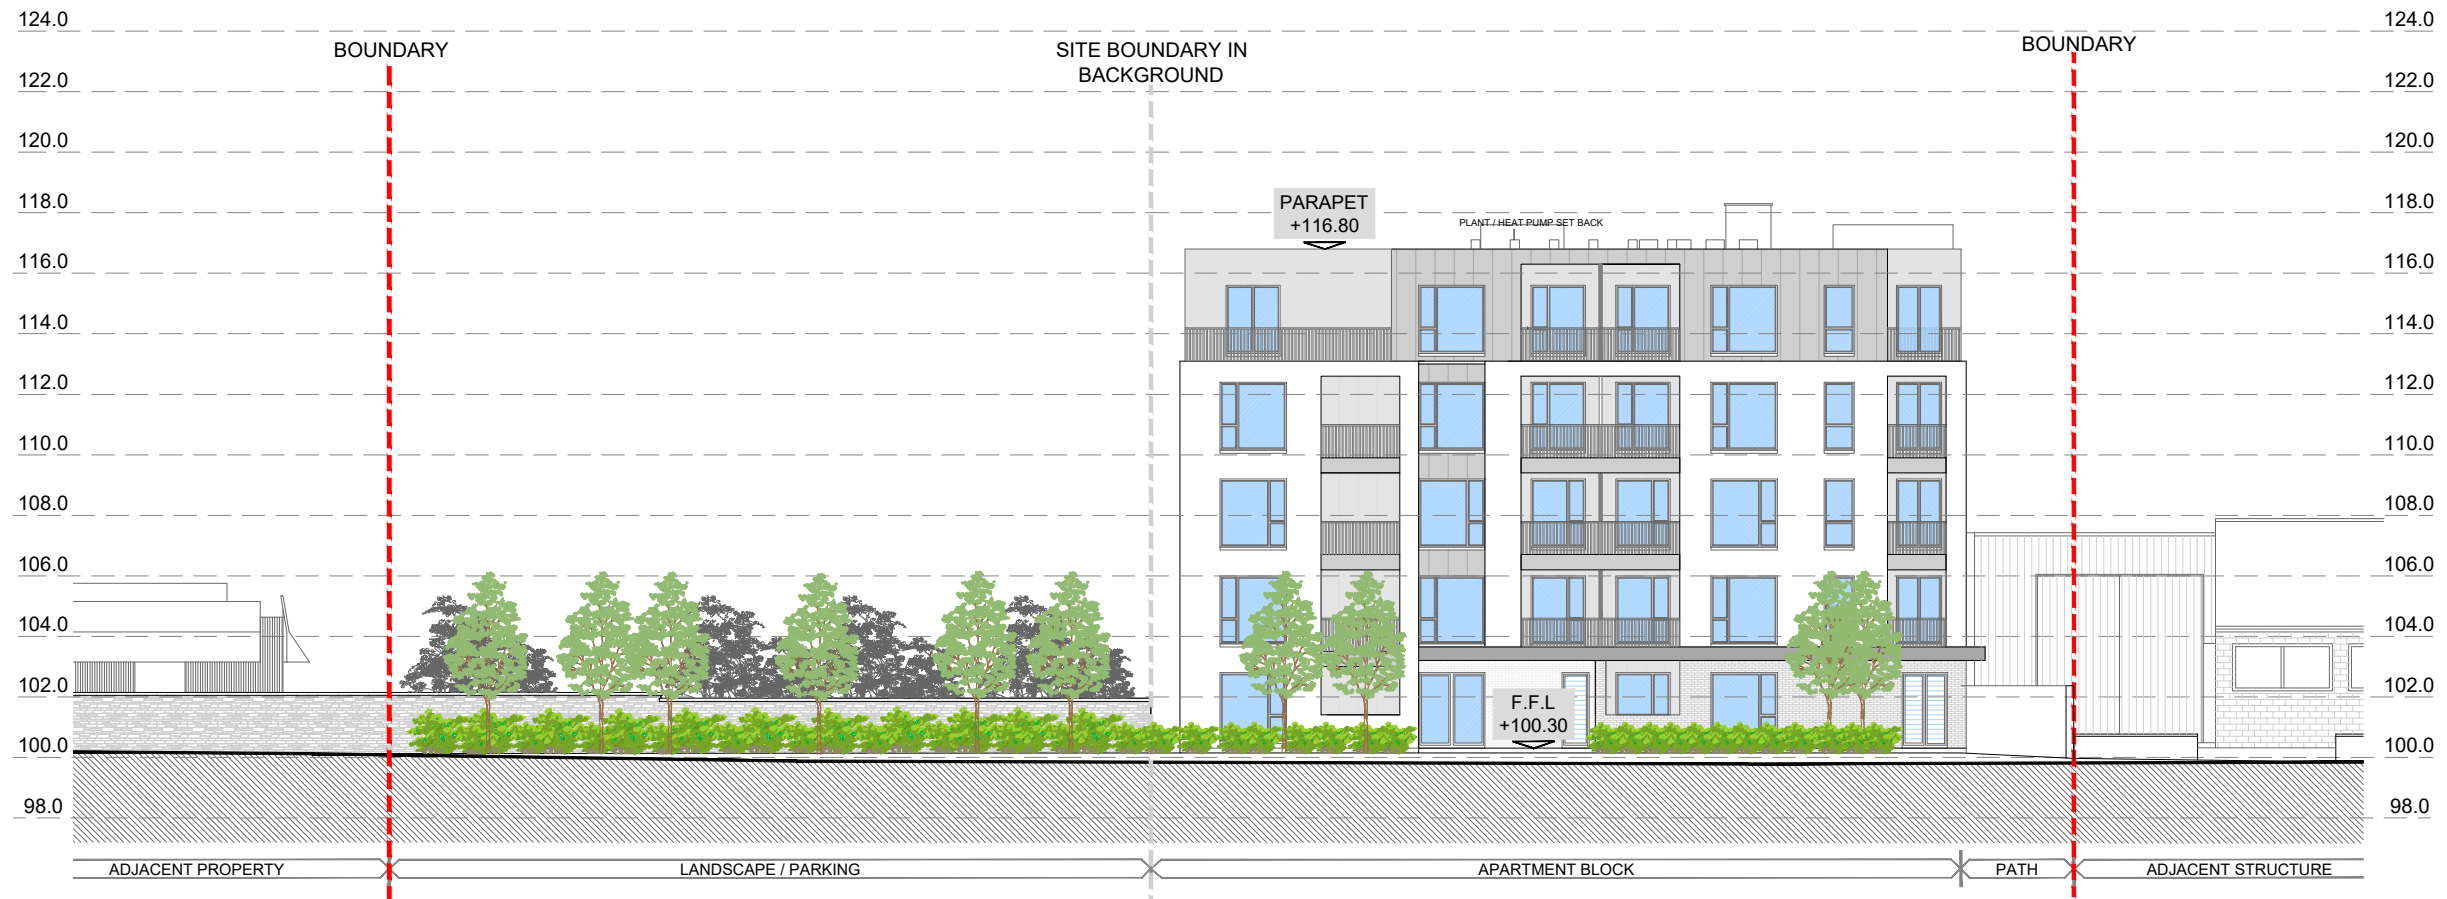 124.0
124.0
BOUNDARY
SITE BOUNDARY IN
BACKGROUND
BOUNDARY
122.0
122.0
120.0
120.0
118.0
118.0
PARAPET
+116.80
PLANT / HEAT PUMP SET BACK
116.0
116.0
114.0
114.0
112.0
112.0
110.0
110.0
108.0
108.0
106.0
106.0
104.0
104.0
102.0
102.0
F.F.L
+100.30
100.0
100.0
98.0
98.0
ADJACENT PROPERTY
LANDSCAPE / PARKING
APARTMENT BLOCK
PATH
ADJACENT STRUCTURE